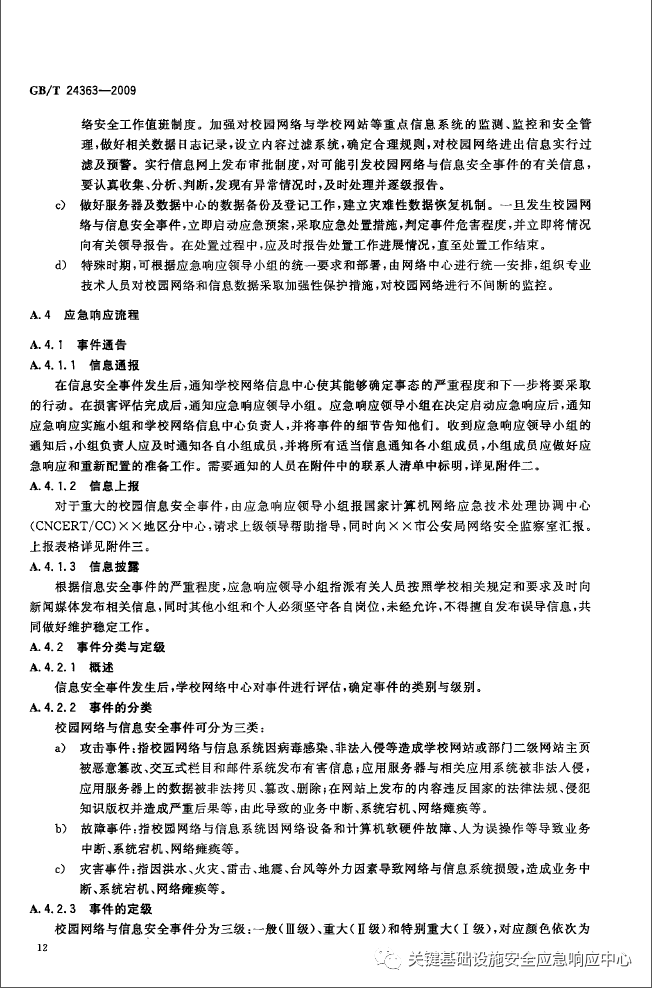 GB/T 24363—2009
络安全工作值班制度。加强对校园网络与学校网站等重点信息系统的监测、监控和安全管
理,做好相关数据日志记录,设立内容过滤系统,确定合理规则,对校园网络进出信息实行过
滤及预警。实行信息网上发布审批制度,对可能引发校园网络与信息安全事件的有关信息,
要认真收集、分析、判断,发现有异常情况时,及时处理并逐级报告。
c) 做好服务器及数据中心的数据备份及登记工作,建立灾难性数据恢复机制。一旦发生校园网
络与信息安全事件,立即启动应急预案,采取应急处置措施,判定事件危害程度,并立即将情况
向有关领导报告。在处置过程中,应及时报告处置工作进展情况,直至处置工作结束。
d) 特殊时期,可根据应急响应领导小组的统一要求和部署,由网络中心进行统一安排,组织专业
技术人员对校园网络和信息数据采取加强性保护措施,对校园网络进行不间断的监控。
A.4 应急响应流程
A.4.1 事件通告
A.4.1.1 信息通报
在信息安全事件发生后,通知学校网络信息中心使其能够确定事态的严重程度和下一步将要采取
的行动。在损害评估完成后,通知应急响应领导小组。应急响应领导小组在决定启动应急响应后,通知
应急响应实施小组和学校网络信息中心负责人,并将事件的细节告知他们。收到应急响应领导小组的
通知后,小组负责人应及时通知各自小组成员,并将所有适当信息通知各小组成员,小组成员应做好应
急响应和重新配置的准备工作。需要通知的人员在附件中的联系人清单中标明,详见附件二。
A.4.1.2 信息上报
对于重大的校园信息安全事件,由应急响应领导小组报国家计算机网络应急技术处理协调中心
(CNCERT/CC)××地区分中心,请求上级领导帮助指导,同时向××市公安局网络安全监察室汇报。
上报表格详见附件三。
A.4.1.3 信息披露
根据信息安全事件的严重程度,应急响应领导小组指派有关人员按照学校相关规定和要求及时向
新闻媒体发布相关信息,同时其他小组和个人必须坚守各自岗位,未经允许,不得擅自发布误导信息,共
同做好维护稳定工作。
A.4.2 事件分类与定级
A.4.2.1 概述
信息安全事件发生后,学校网络中心对事件进行评估,确定事件的类别与级别。
A.4.2.2 事件的分类
校园网络与信息安全事件可分为三类:
a) 攻击事件:指校园网络与信息系统因病毒感染、非法入侵等造成学校网站或部门二级网站主页
被恶意篡改、交互式栏目和邮件系统发布有害信息;应用服务器与相关应用系统被非法入侵,
应用服务器上的数据被非法拷贝、篡改、删除;在网站上发布的内容违反国家的法律法规、侵犯
知识版权并造成严重后果等,由此导致的业务中断、系统宕机、网络瘫痪等。
b) 故障事件:指校园网络与信息系统因网络设备和计算机软硬件故障、人为误操作等导致业务
中断、系统宕机、网络瘫痪等。
c) 灾害事件:指因洪水、火灾、雷击、地震、台风等外力因素导致网络与信息系统损毁,造成业务中
断、系统宕机、网络瘫痪等。
A.4.2.3 事件的定级
校园网络与信息安全事件分为三级:一般(Ⅲ级)、重大(Ⅱ级)和特别重大(Ⅰ级),对应颜色依次为
12
关键基础设施安全应急响应中心